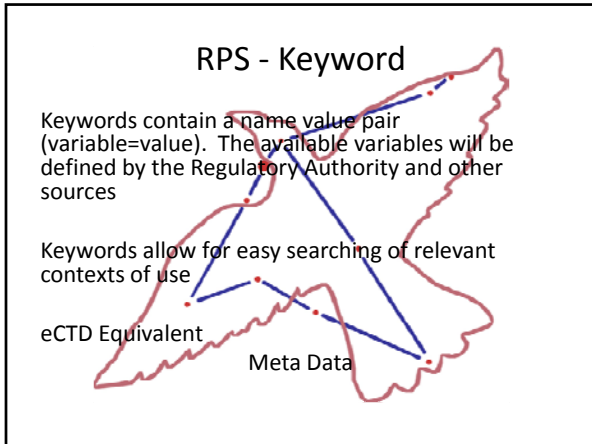 RPS - Keyword
Keywords contain a name value pair
(variable=value).  The available variables will be
defined by the Regulatory Authority and other
sources
Keywords allow for easy searching of relevant
contexts of use
eCTD Equivalent
Meta Data